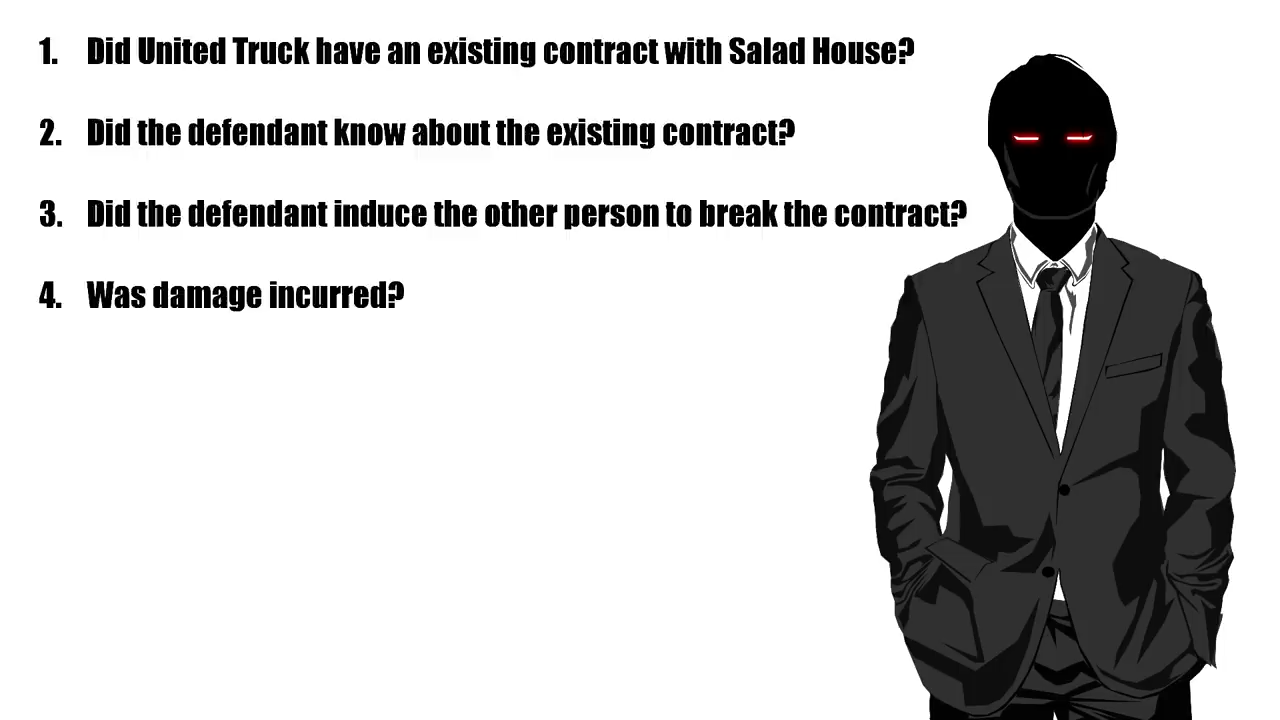 1. Did United Truck have an existing contract with Salad House?
2. Did the defendant know about the existing contract?
3. Did the defendant induce the other person to break the contract?
4. Was damage incurred?